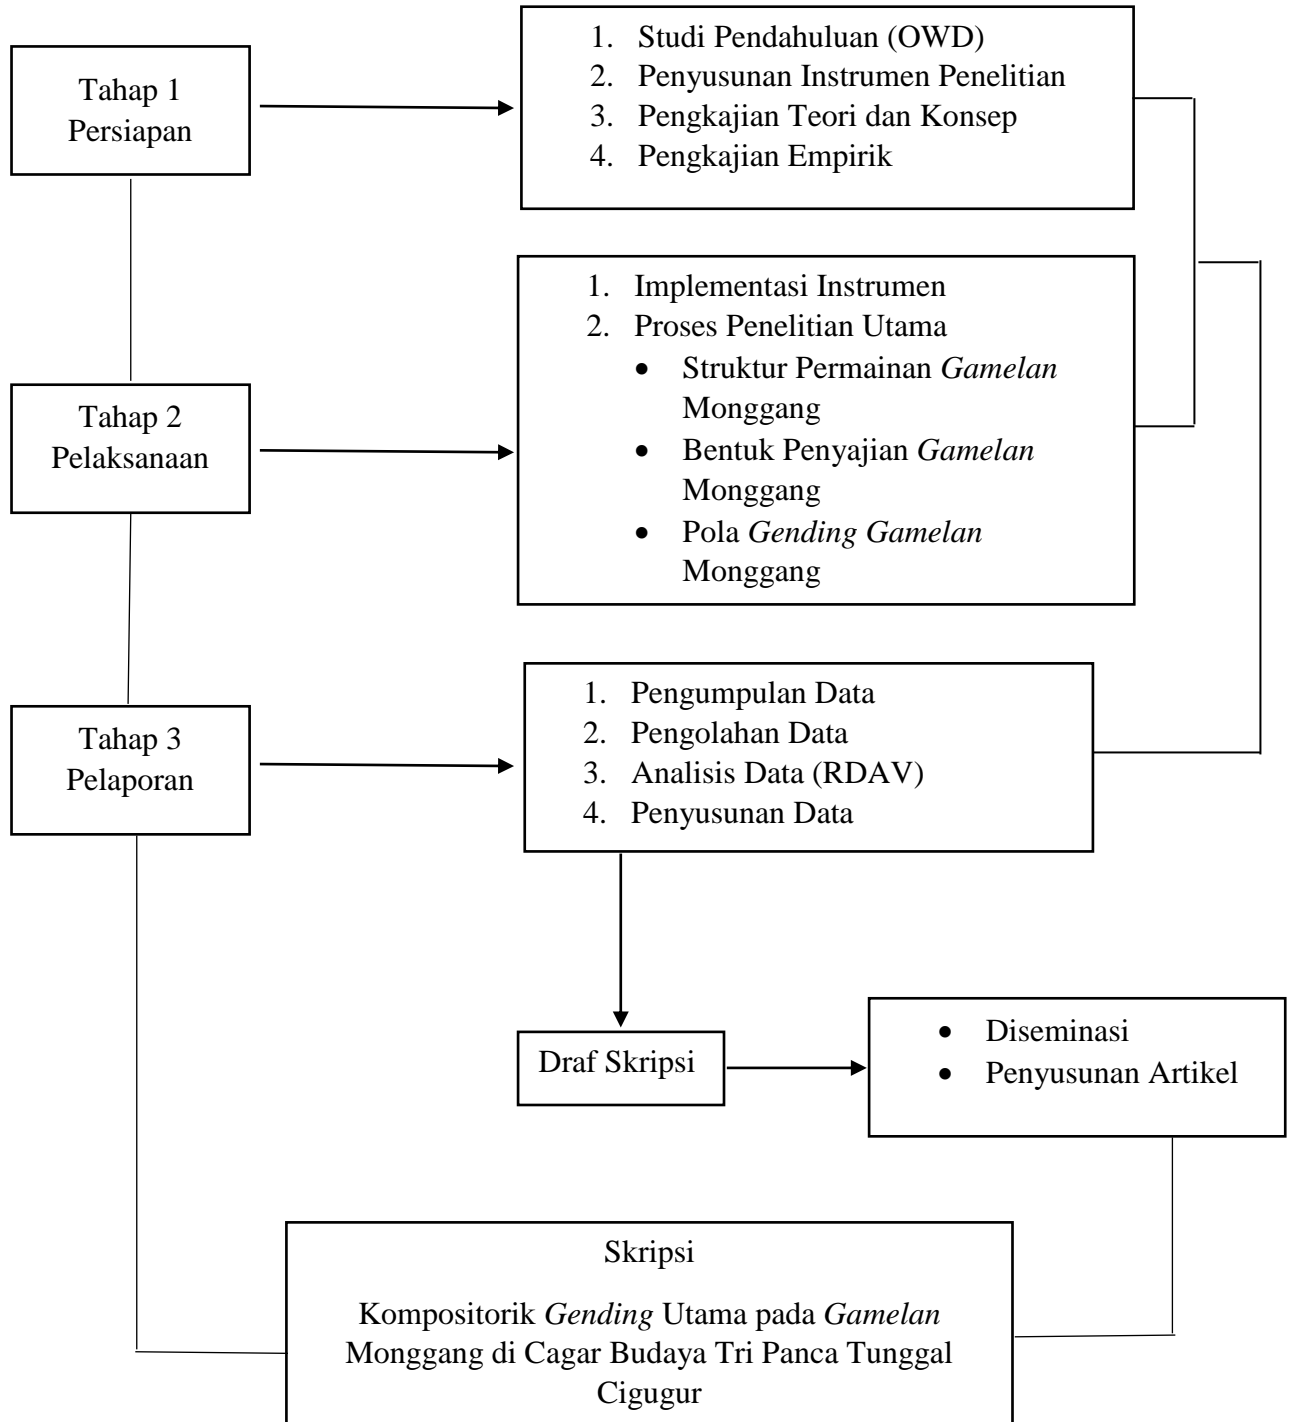 Tahap 1
Persiapan
1. Studi Pendahuluan (OWD)
2. Penyusunan Instrumen Penelitian
3. Pengkajian Teori dan Konsep
4. Pengkajian Empirik
Tahap 2
Pelaksanaan
1. Implementasi Instrumen
2. Proses Penelitian Utama
• Struktur Permainan Gamelan
Monggang
• Bentuk Penyajian Gamelan
Monggang
• Pola Gending Gamelan
Monggang
Tahap 3
Pelaporan
1. Pengumpulan Data
2. Pengolahan Data
3. Analisis Data (RDAV)
4. Penyusunan Data
Draf Skripsi
• Diseminasi
• Penyusunan Artikel
Skripsi
Kompositorik Gending Utama pada Gamelan
Monggang di Cagar Budaya Tri Panca Tunggal
Cigugur